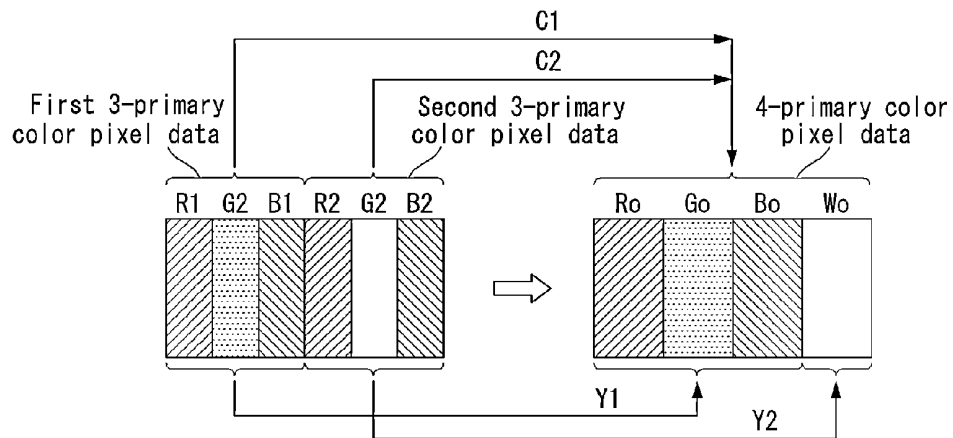 C1
C2
First 3-primary
color pixel data
Second 3-primary
color pixel data
4-primary color
pixel data
R1 G2 B1 R2 G2 B2
Ro Go Bo Wo
Y1
Y2